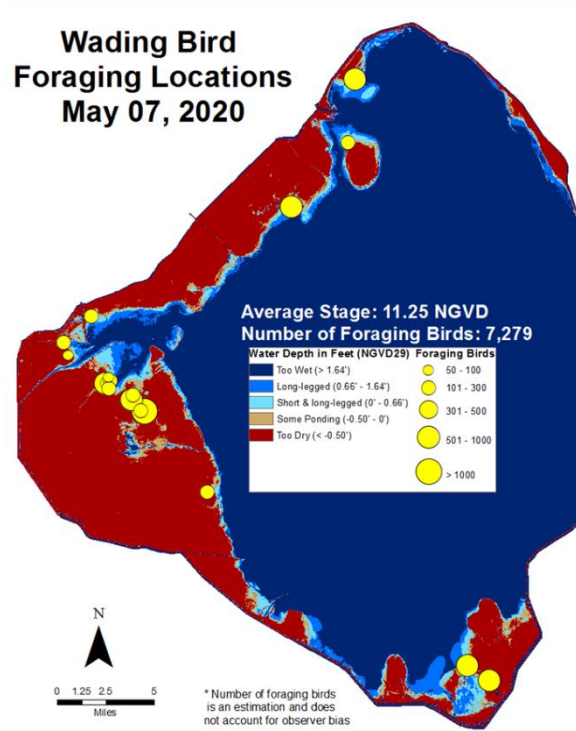 Wading Bird
Foraging Locations
May 07, 2020
Average Stage: 11.25 NGVD
Number of Foraging Birds: 7,279
Water Depth in Feet (NGVD29)
Too Wet (> 1.64')
Long-legged (0.66' - 1.64')
Short & long-legged (0' - 0.66')
Some Ponding (-0.50' - 0')
Too Dry (< -0.50')
Foraging Birds
50 - 100
101 - 300
301 - 500
501 - 1000
> 1000
N
0 1.25 2.5 5
Miles
* Number of foraging birds
is an estimation and does
not account for observer bias